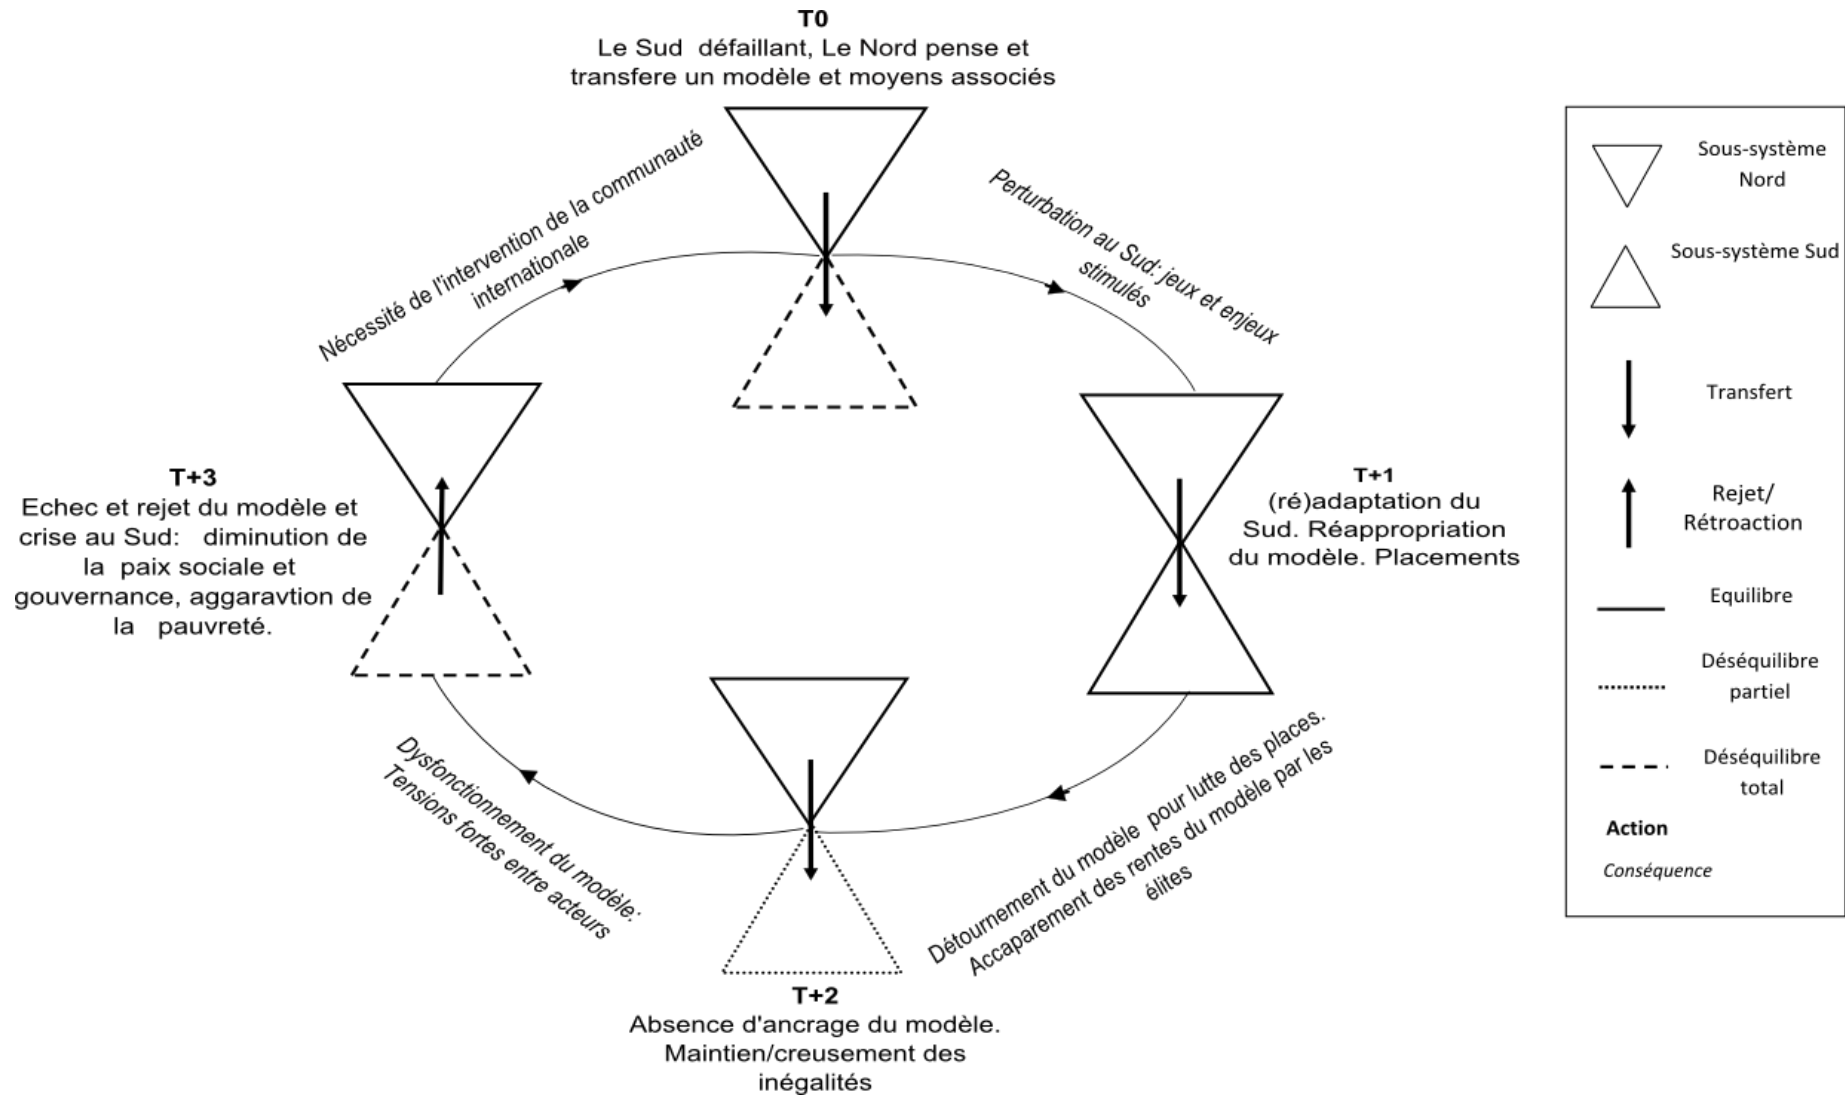 T0
Le Sud défaillant, Le Nord pense et
transfere un modèle et moyens associés
Nécessité de l'intervention de la communauté
internationale
Perturbation au Sud: jeux et enjeux
stimulés
T+3
Echec et rejet du modèle et
crise au Sud: diminution de
la paix sociale et
gouvernance, aggaravtion de
la pauvreté.
T+1
(ré)adaptation du
Sud. Réappropriation
du modèle. Placements
Dysfonctionnement du modèle:
Tensions fortes entre acteurs
Détournement du modèle pour lutte des places.
Accaparement des rentes du modèle par les
élites
T+2
Absence d'ancrage du modèle.
Maintien/creusement des
inégalités
Sous-système
Nord
Sous-système Sud
Transfert
Rejet/
Rétroaction
Equilibre
Déséquilibre
partiel
Déséquilibre
total
Action
Conséquence